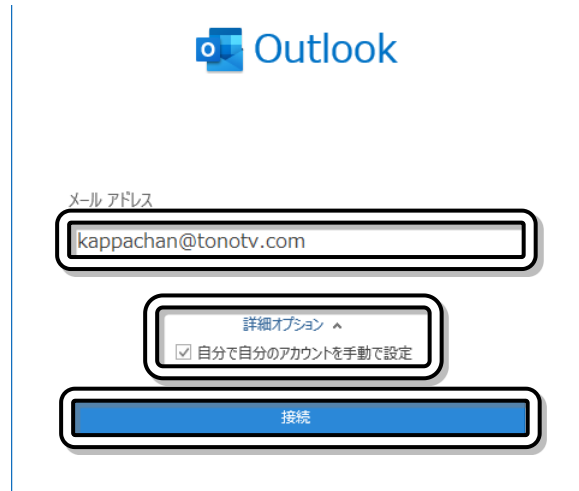 Outlook
メール アドレス
kappachan@tonotv.com
詳細オプション
自分で自分のアカウントを手動で設定
接続